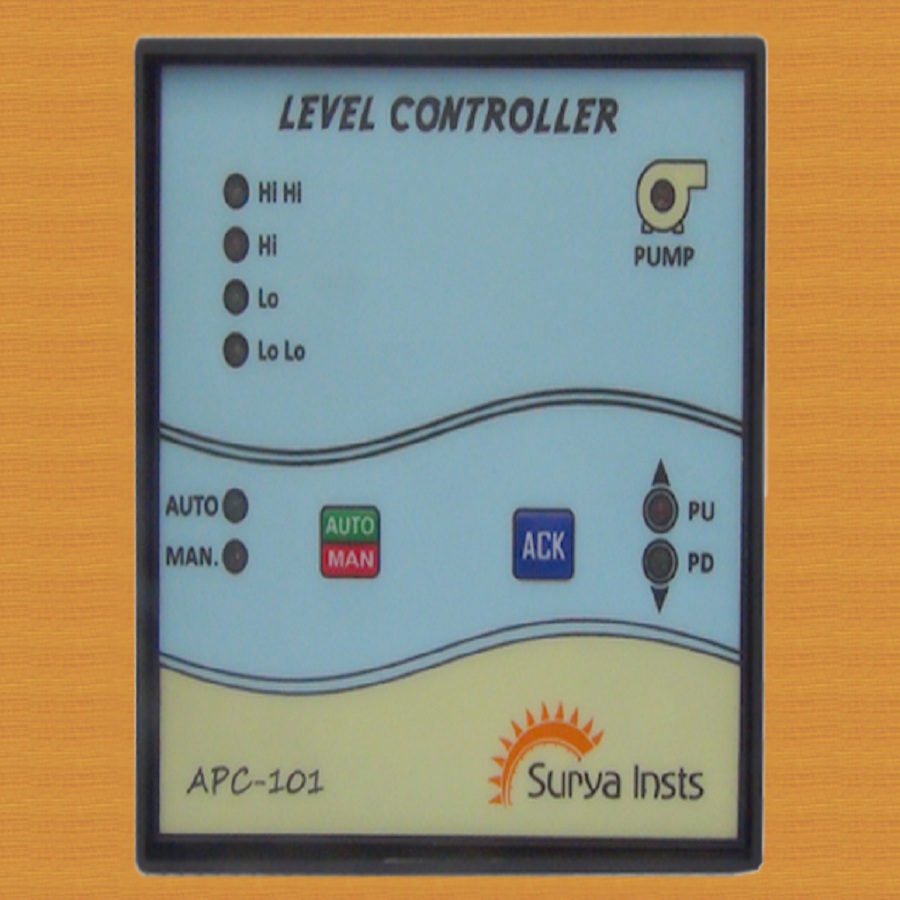 LEVEL CONTROLLER
Hi Hi
Hi
Lo
Lo Lo
PUMP
AUTO
MAN.
AUTO
MAN
ACK
PU
PD
APC-101
Surya Insts